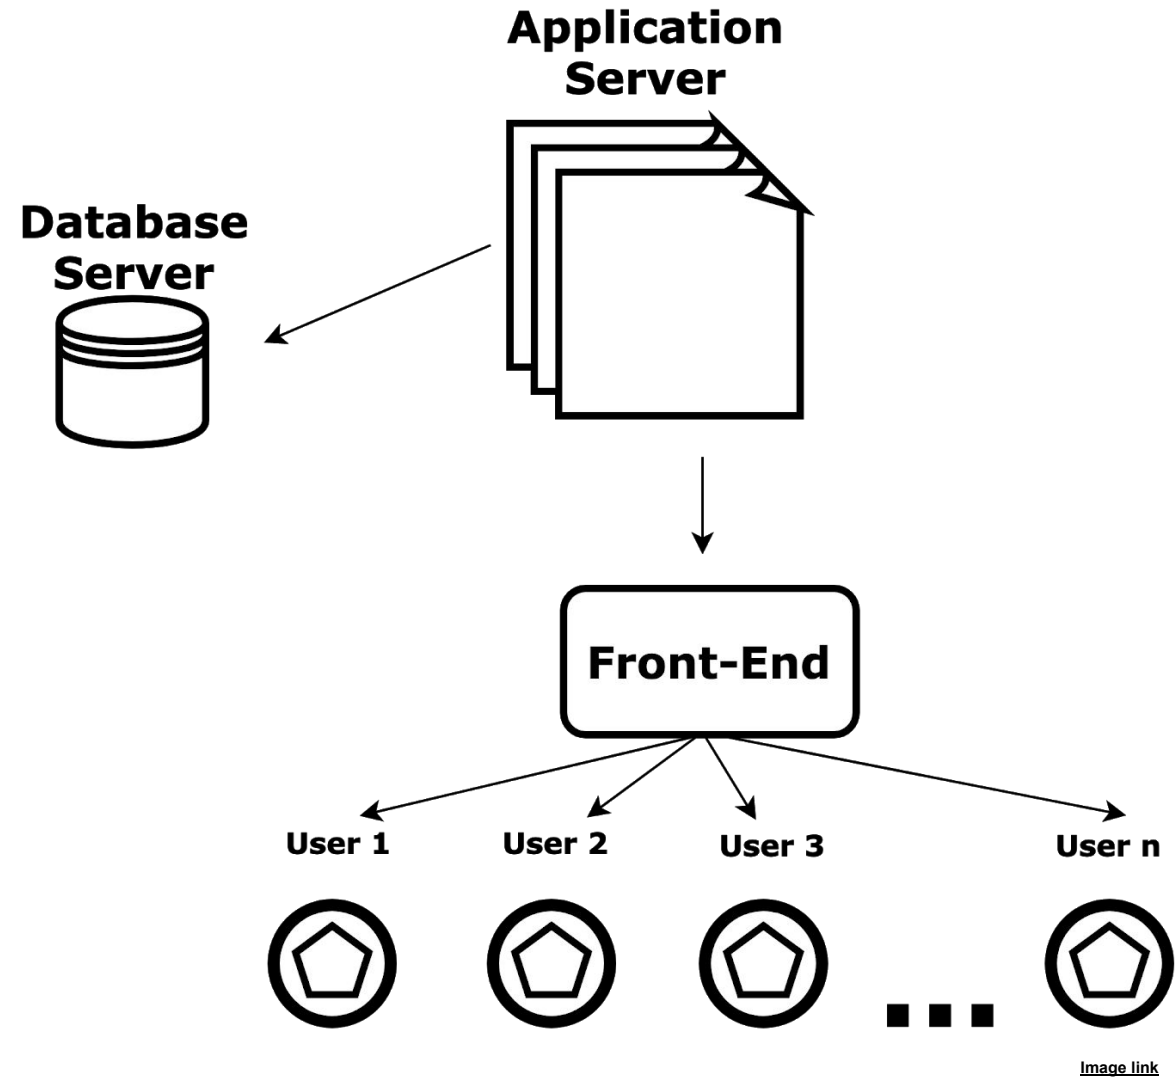 Application
Server
Database
Server
Front-End
User 1
User 2
User 3
User n
Image link